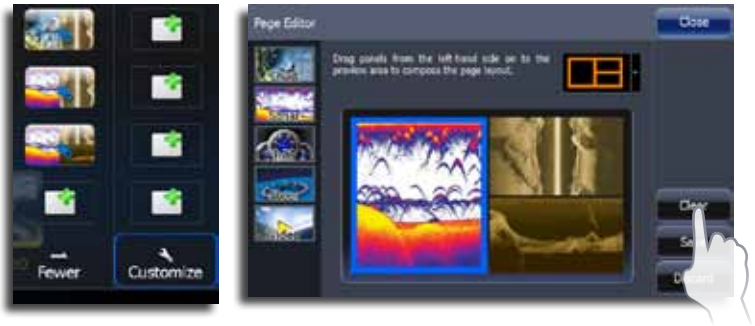 Fewer
Customize
Page Editor
Close
Drag panels from the left hand side on to the
preview area to compose the page layout.
Sonar
Clear